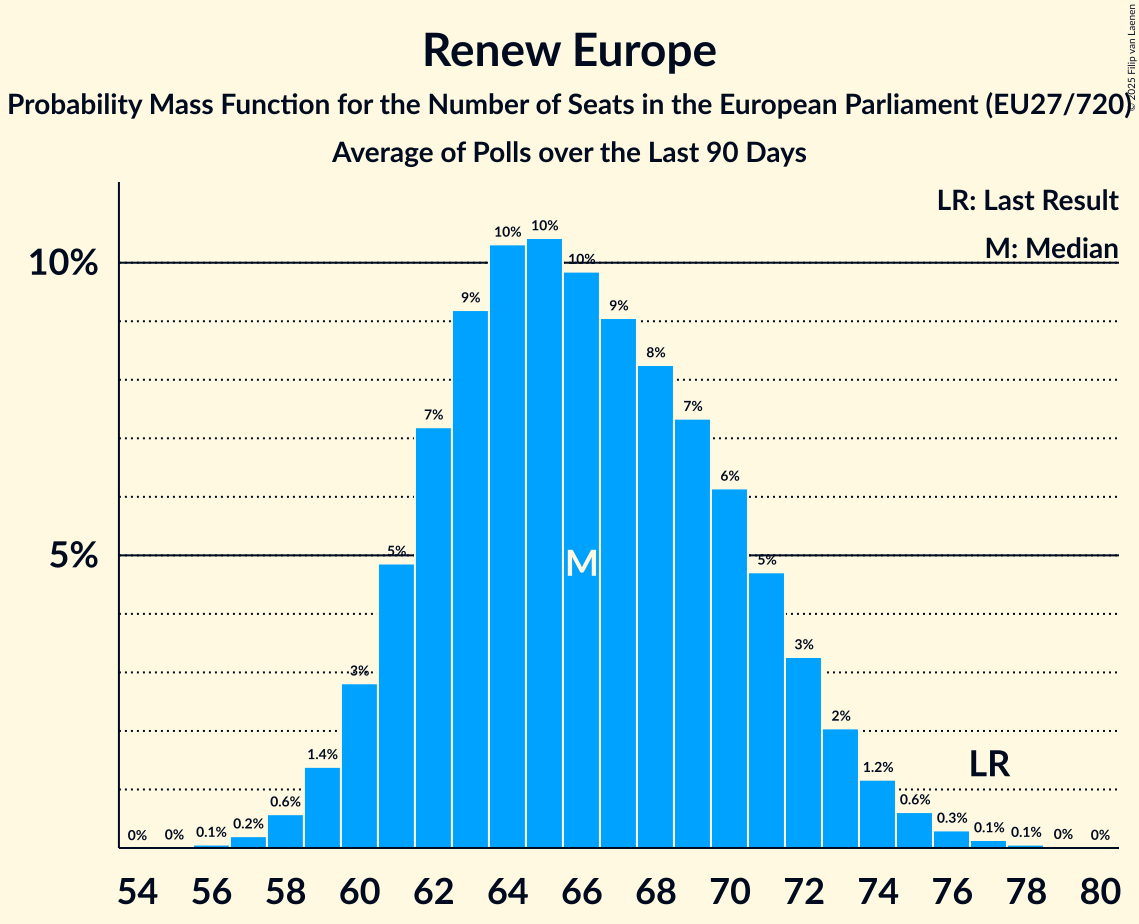 Renew Europe
Probability Mass Function for the Number of Seats in the European Parliament (EU27/720)
Average of Polls over the Last 90 Days
© 2025 Filip van Laenen
LR: Last Result
M: Median
10%
5%
0% 0% 0.1% 0.2% 0.6% 1.4% 3% 5% 7% 9% 10% 10% 10% 9% 8% 7% 6% 5% 3% 2% 1.2% 0.6% 0.3% 0.1% 0.1% 0% 0%
M
LR
54 56 58 60 62 64 66 68 70 72 74 76 78 80